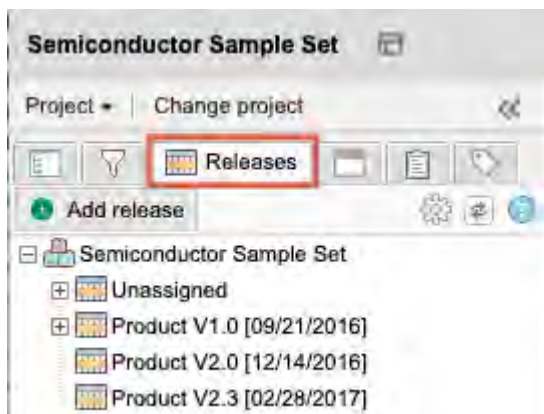 Semiconductor Sample Set
Project | Change project
Releases
Add release
Semiconductor Sample Set
Unassigned
Product V1.0 [09/21/2016]
Product V2.0 [12/14/2016]
Product V2.3 [02/28/2017]